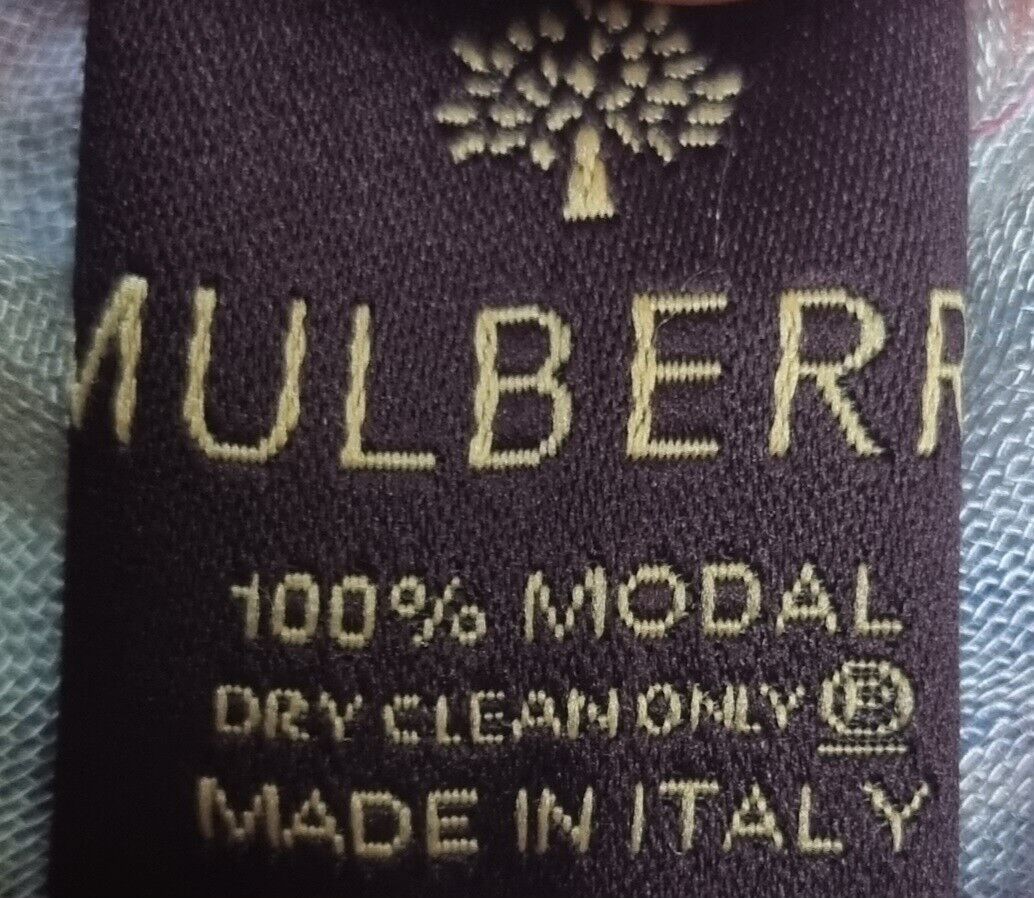 MULBERR
100% MODAL
DRY CLEAN ONLY Ⓟ
MADE IN ITALY